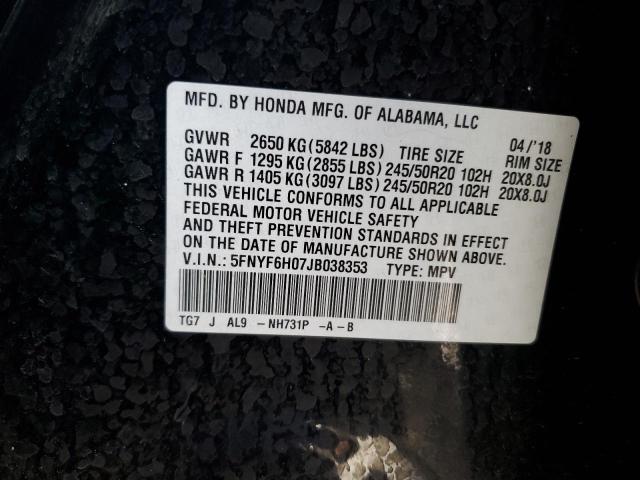 MFD. BY HONDA MFG. OF ALABAMA, LLC
04/'18
GVWR 2650 KG(5842 LBS) TIRE SIZE RIM SIZE
GAWR F 1295 KG(2855 LBS) 245/50R20 102H 20X8.0J
GAWR R 1405 KG(3097 LBS) 245/50R20 102H 20X8.0J
THIS VEHICLE CONFORMS TO ALL APPLICABLE
FEDERAL MOTOR VEHICLE SAFETY
AND THEFT PREVENTION STANDARDS IN EFFECT
ON THE DATE OF MANUFACTURE SHOWN ABOVE.
V.I.N.: 5FNYF6H07JB038353 TYPE: MPV
TG7 J AL9 -NH731P -A-B